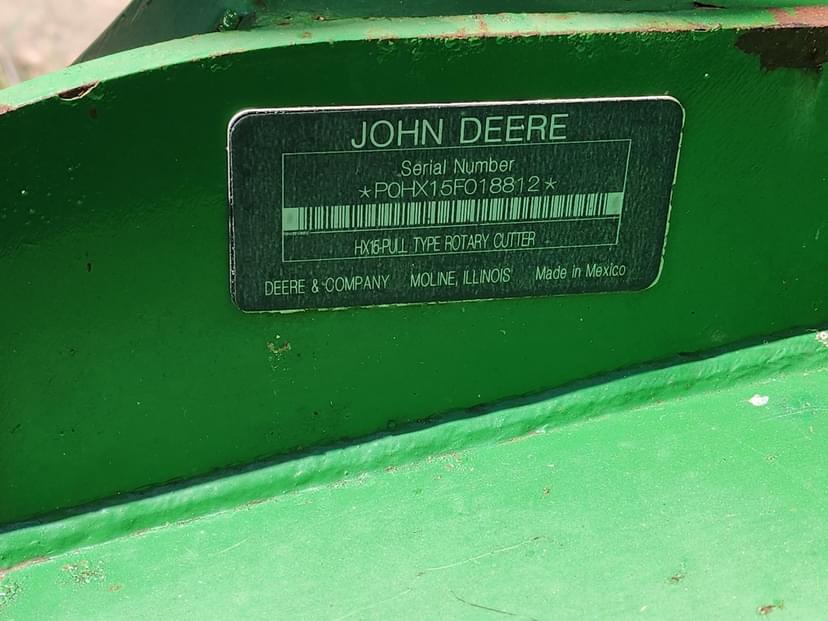 JOHN DEERE
Serial Number
*P0HX15F018812*
HX15-PULL TYPE ROTARY CUTTER
DEERE & COMPANY MOLINE, ILLINOIS Made in Mexico